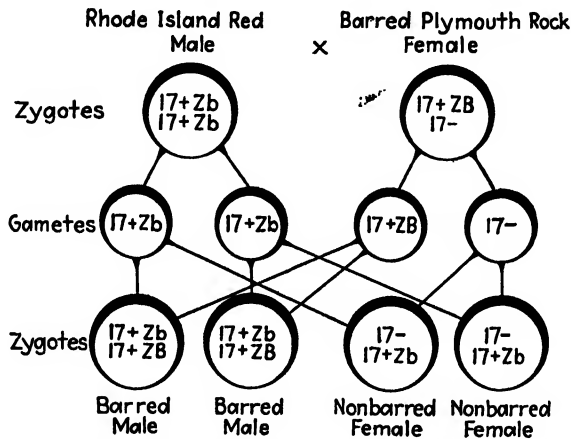 Rhode Island Red Barred Plymouth Rock
Male × Female
Zygotes
17+Zb
17+Zb
17+ZB
17-
Gametes
17+Zb
17+Zb
17+ZB
17-
Zygotes
17+Zb
17+ZB
17+Zb
17+ZB
17-
17+Zb
17-
17+Zb
Barred
Male
Barred
Male
Nonbarred
Female
Nonbarred
Female